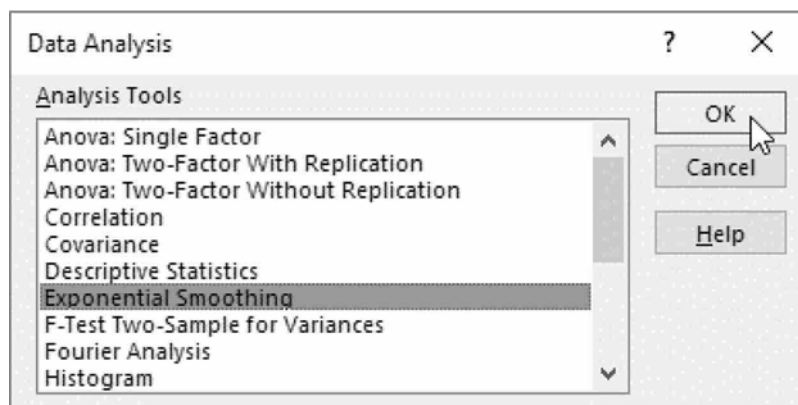 Data Analysis ? ×
Analysis Tools
Anova: Single Factor
Anova: Two-Factor With Replication
Anova: Two-Factor Without Replication
Correlation
Covariance
Descriptive Statistics
Exponential Smoothing
F-Test Two-Sample for Variances
Fourier Analysis
Histogram
OK
Cancel
Help